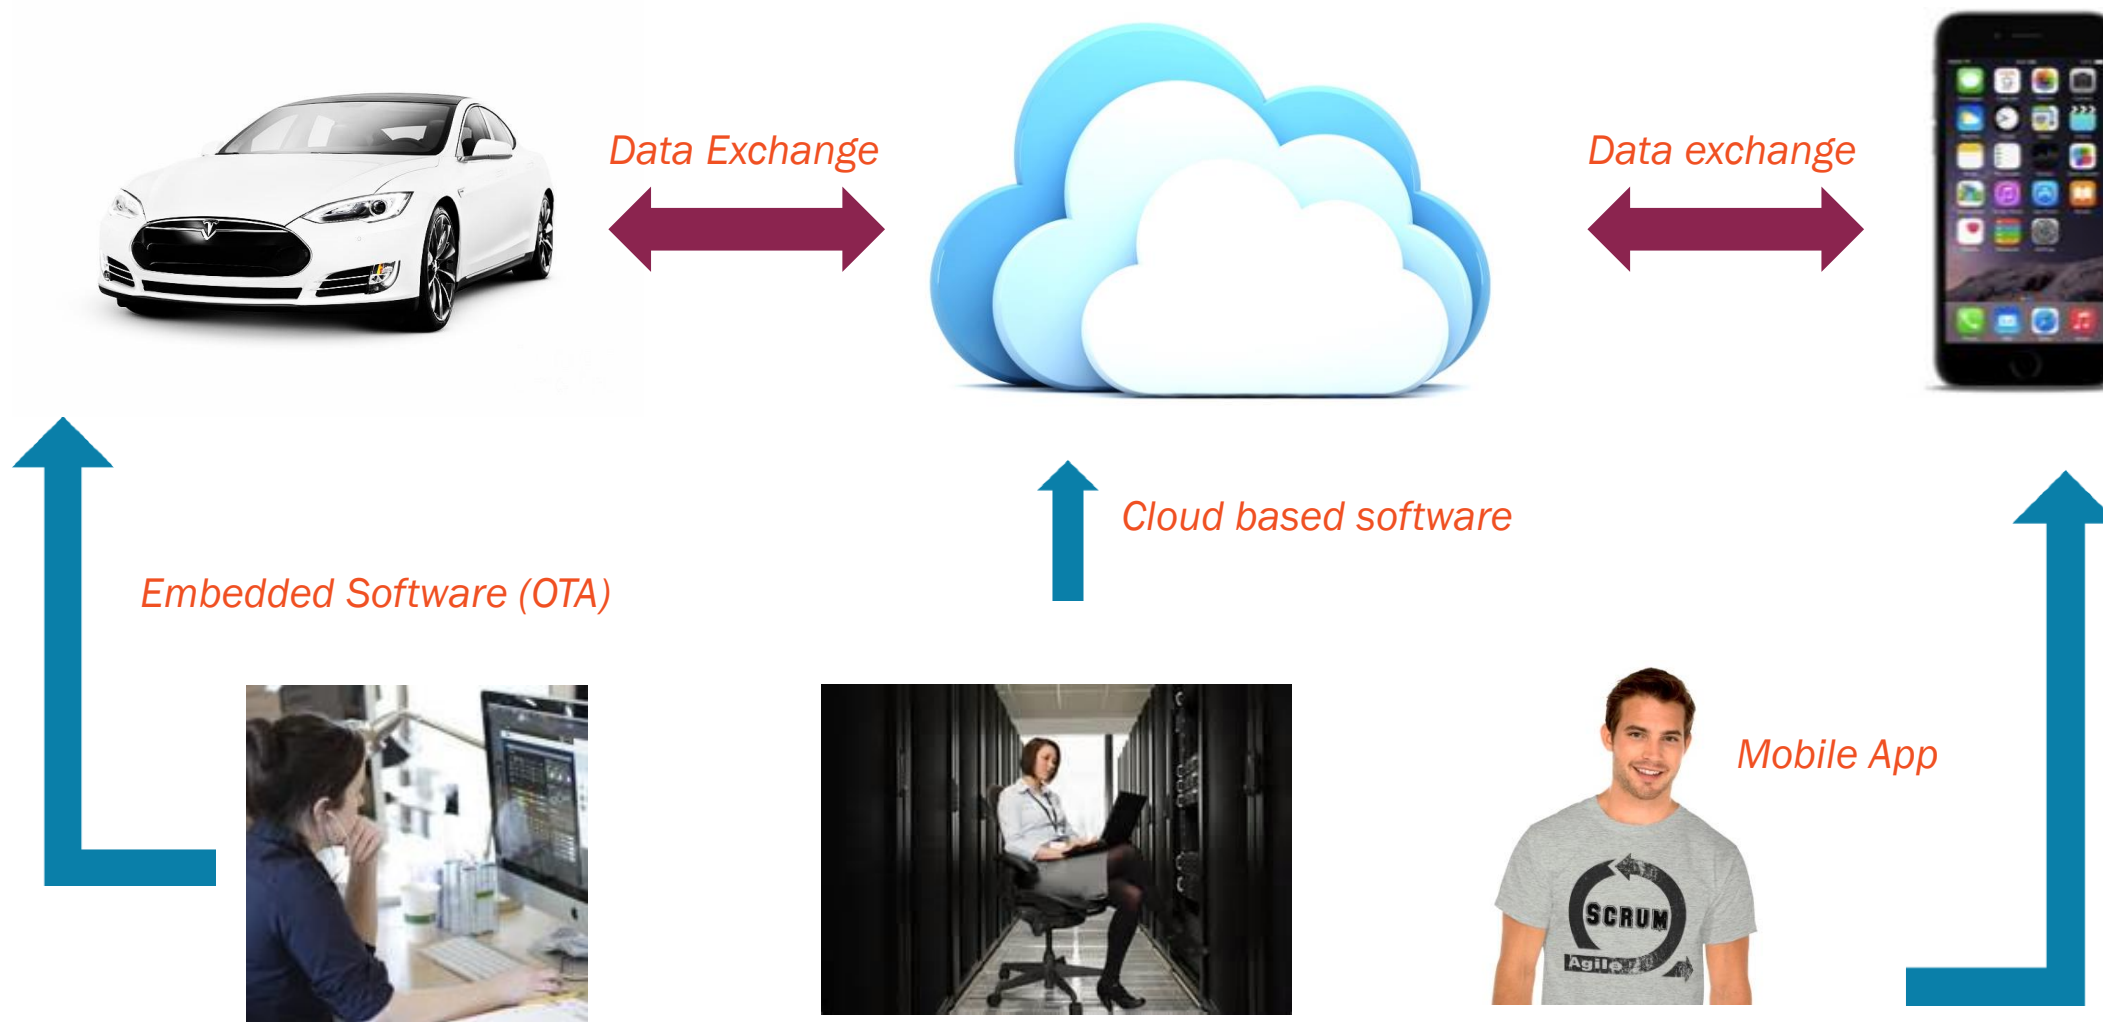 Data Exchange
Data exchange
Cloud based software
Embedded Software (OTA)
Mobile App
SCRUM
Agile